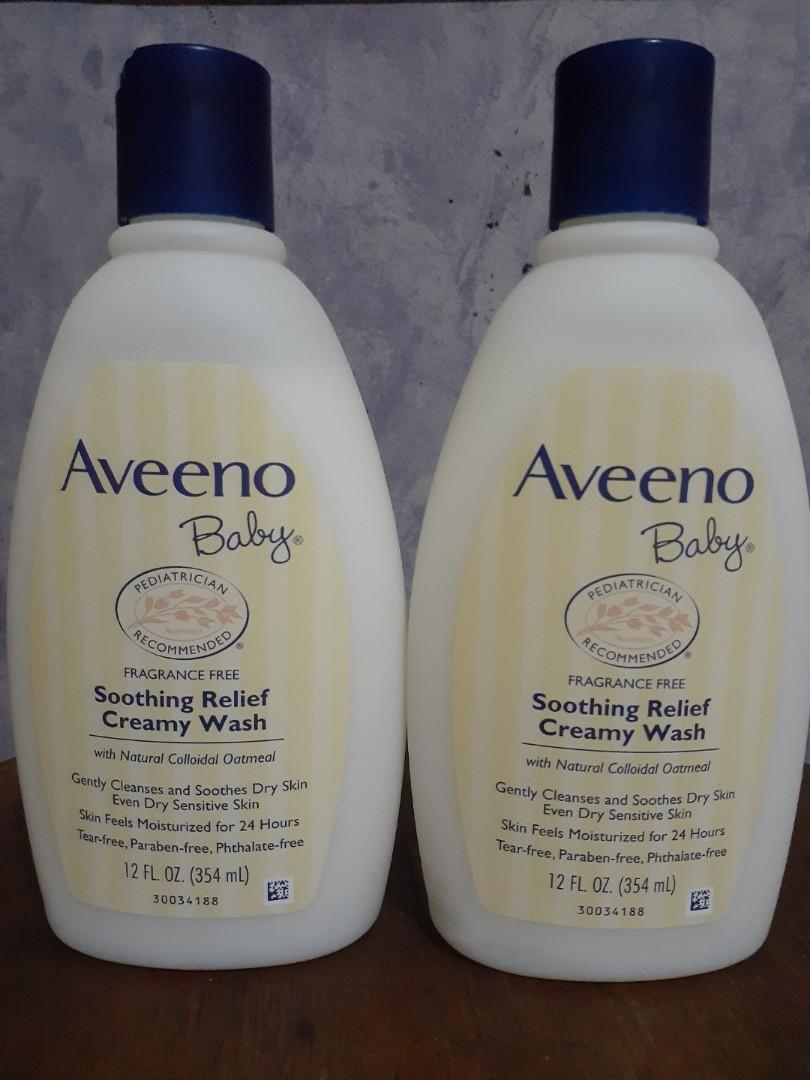 Aveeno
Baby®
PEDIATRICIAN
Aveeno®
RECOMMENDED®
FRAGRANCE FREE
Soothing Relief
Creamy Wash
with Natural Colloidal Oatmeal
Gently Cleanses and Soothes Dry Skin
Even Dry Sensitive Skin
Skin Feels Moisturized for 24 Hours
Tear-free, Paraben-free, Phthalate-free
12 FL. OZ. (354 mL)
30034188
Aveeno
Baby®
PEDIATRICIAN
Aveeno®
RECOMMENDED®
FRAGRANCE FREE
Soothing Relief
Creamy Wash
with Natural Colloidal Oatmeal
Gently Cleanses and Soothes Dry Skin
Even Dry Sensitive Skin
Skin Feels Moisturized for 24 Hours
Tear-free, Paraben-free, Phthalate-free
12 FL. OZ. (354 mL)
30034188